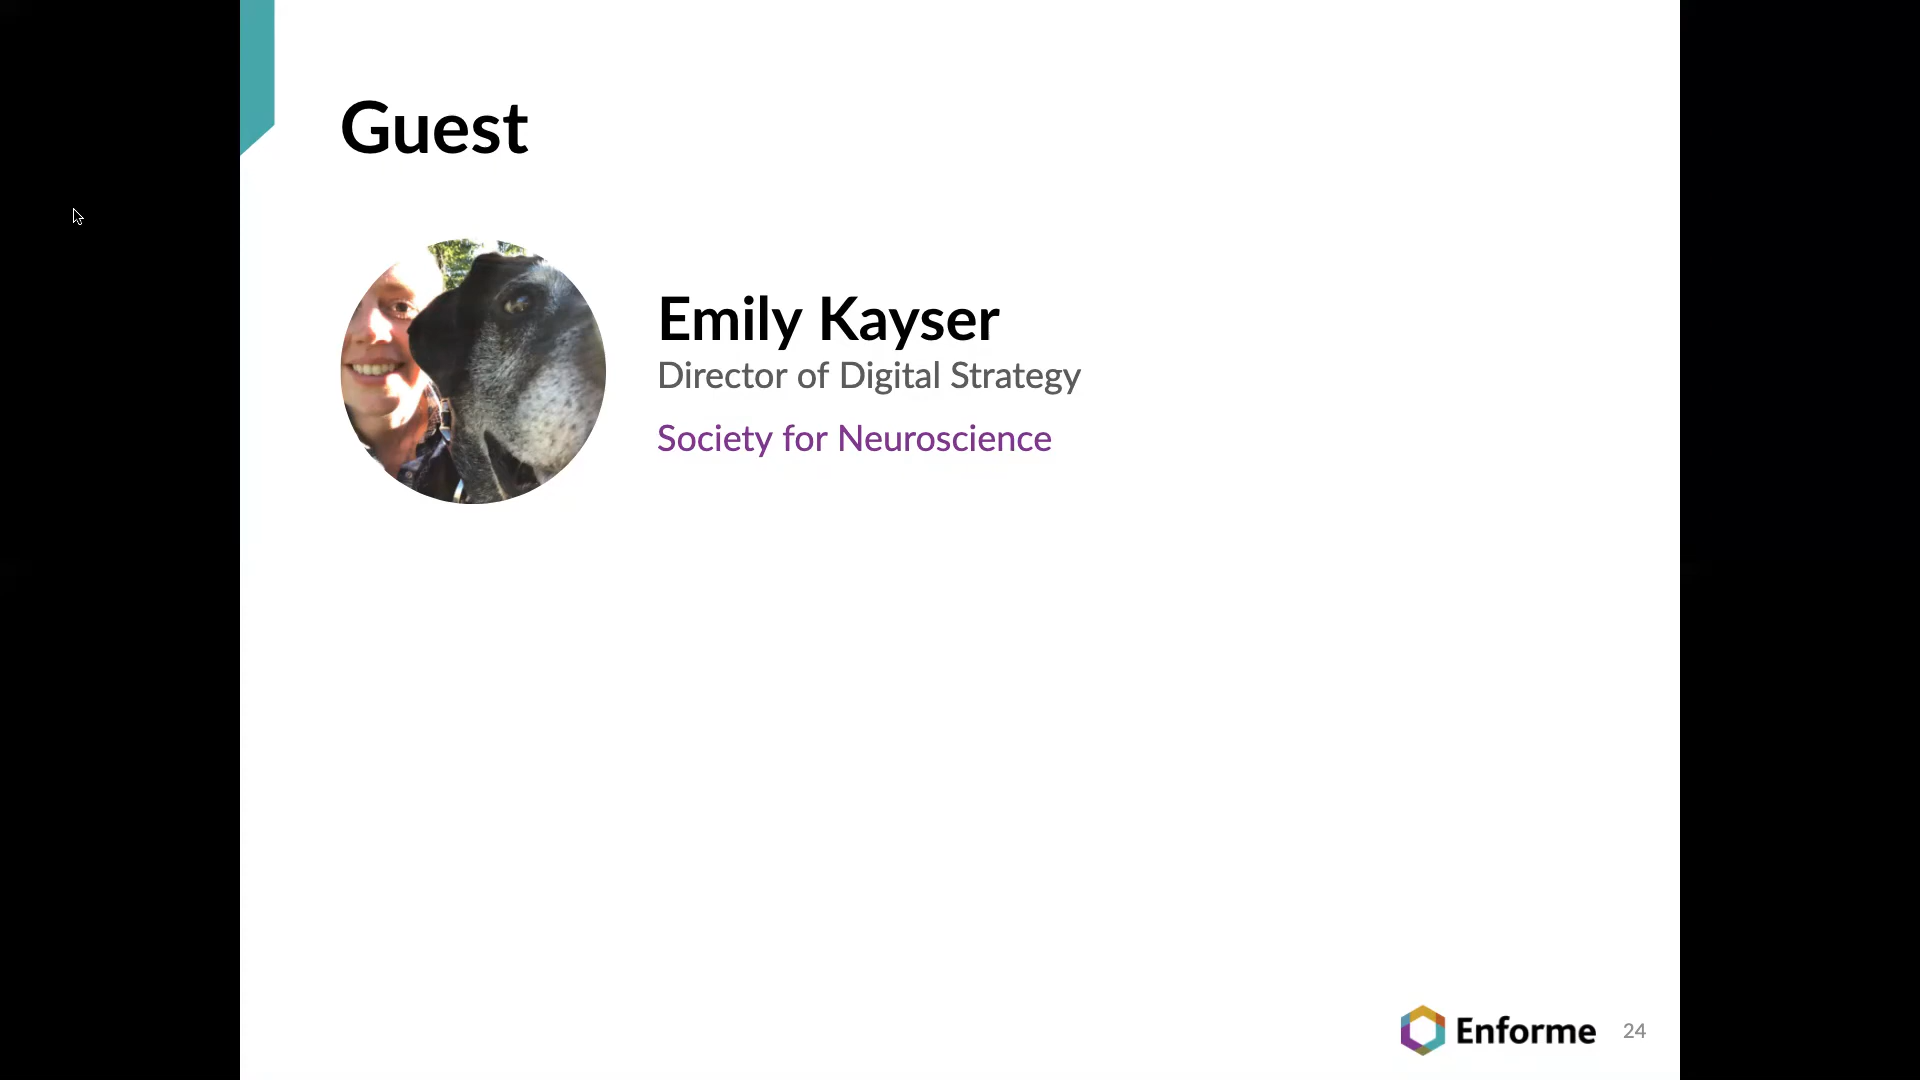 Guest
Emily Kayser
Director of Digital Strategy
Society for Neuroscience
Enforme
24